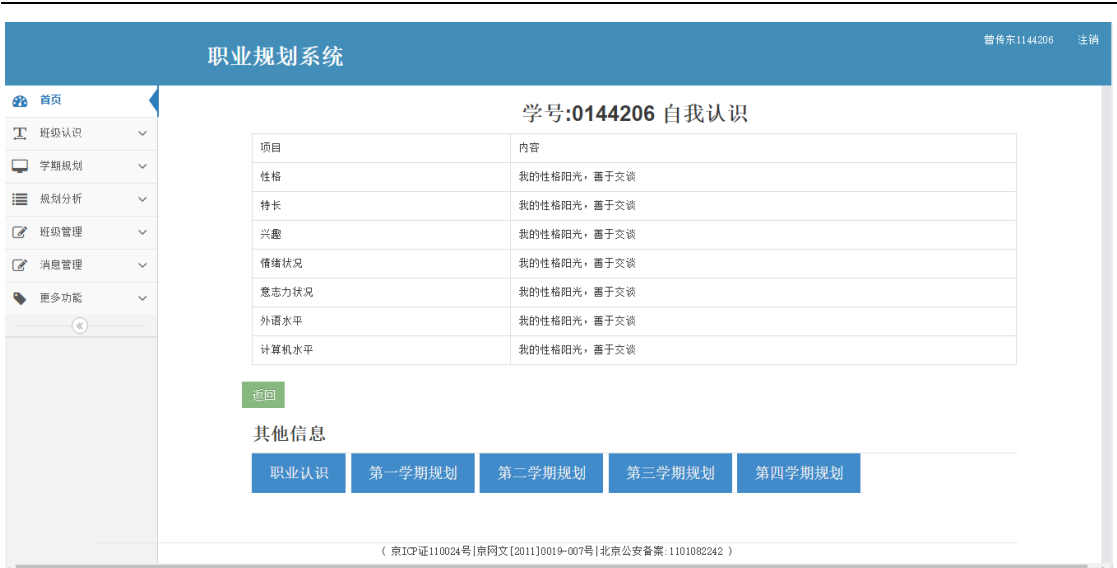 职业规划系统
曾传东1144206 注销
首页
班级认识
学期规划
规划分析
班级管理
消息管理
更多功能
学号:0144206 自我认识
项目 内容
性格 我的性格阳光，善于交谈
特长 我的性格阳光，善于交谈
兴趣 我的性格阳光，善于交谈
情绪状况 我的性格阳光，善于交谈
意志力状况 我的性格阳光，善于交谈
外语水平 我的性格阳光，善于交谈
计算机水平 我的性格阳光，善于交谈
返回
其他信息
职业认识 第一学期规划 第二学期规划 第三学期规划 第四学期规划
( 京ICP证110024号|京网文[2011]0019-007号|北京公安备案:1101082242 )